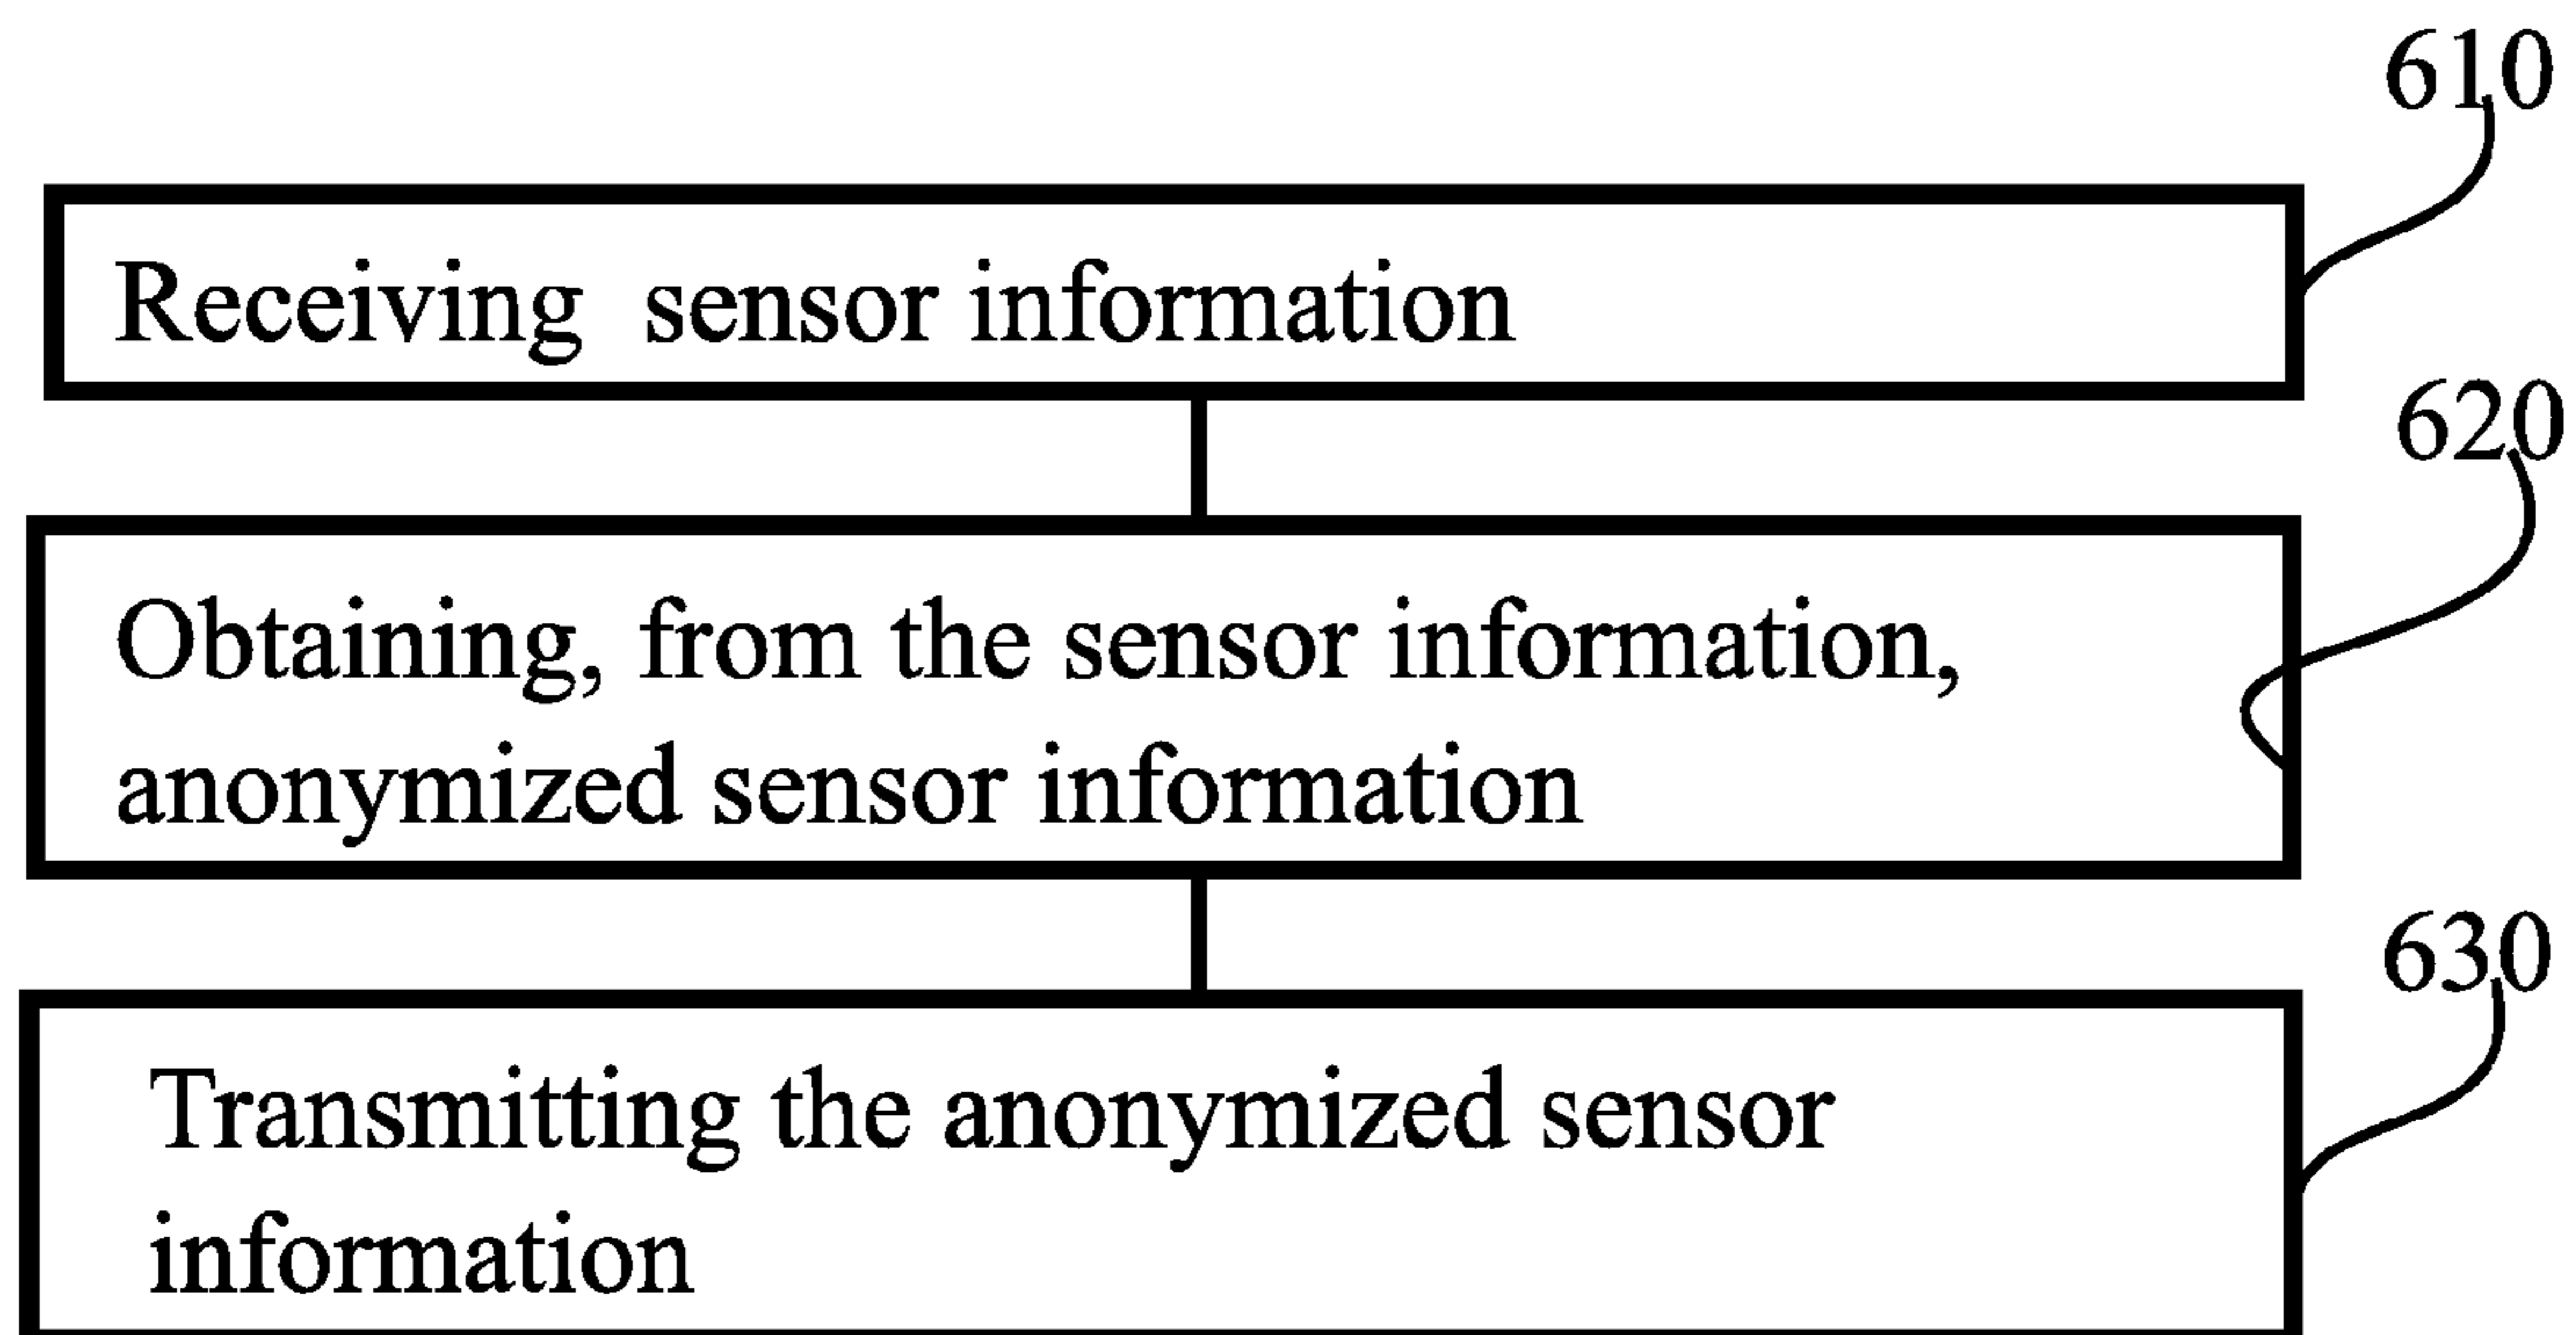 610
Receiving sensor information
620
Obtaining, from the sensor information,
anonymized sensor information
630
Transmitting the anonymized sensor
information